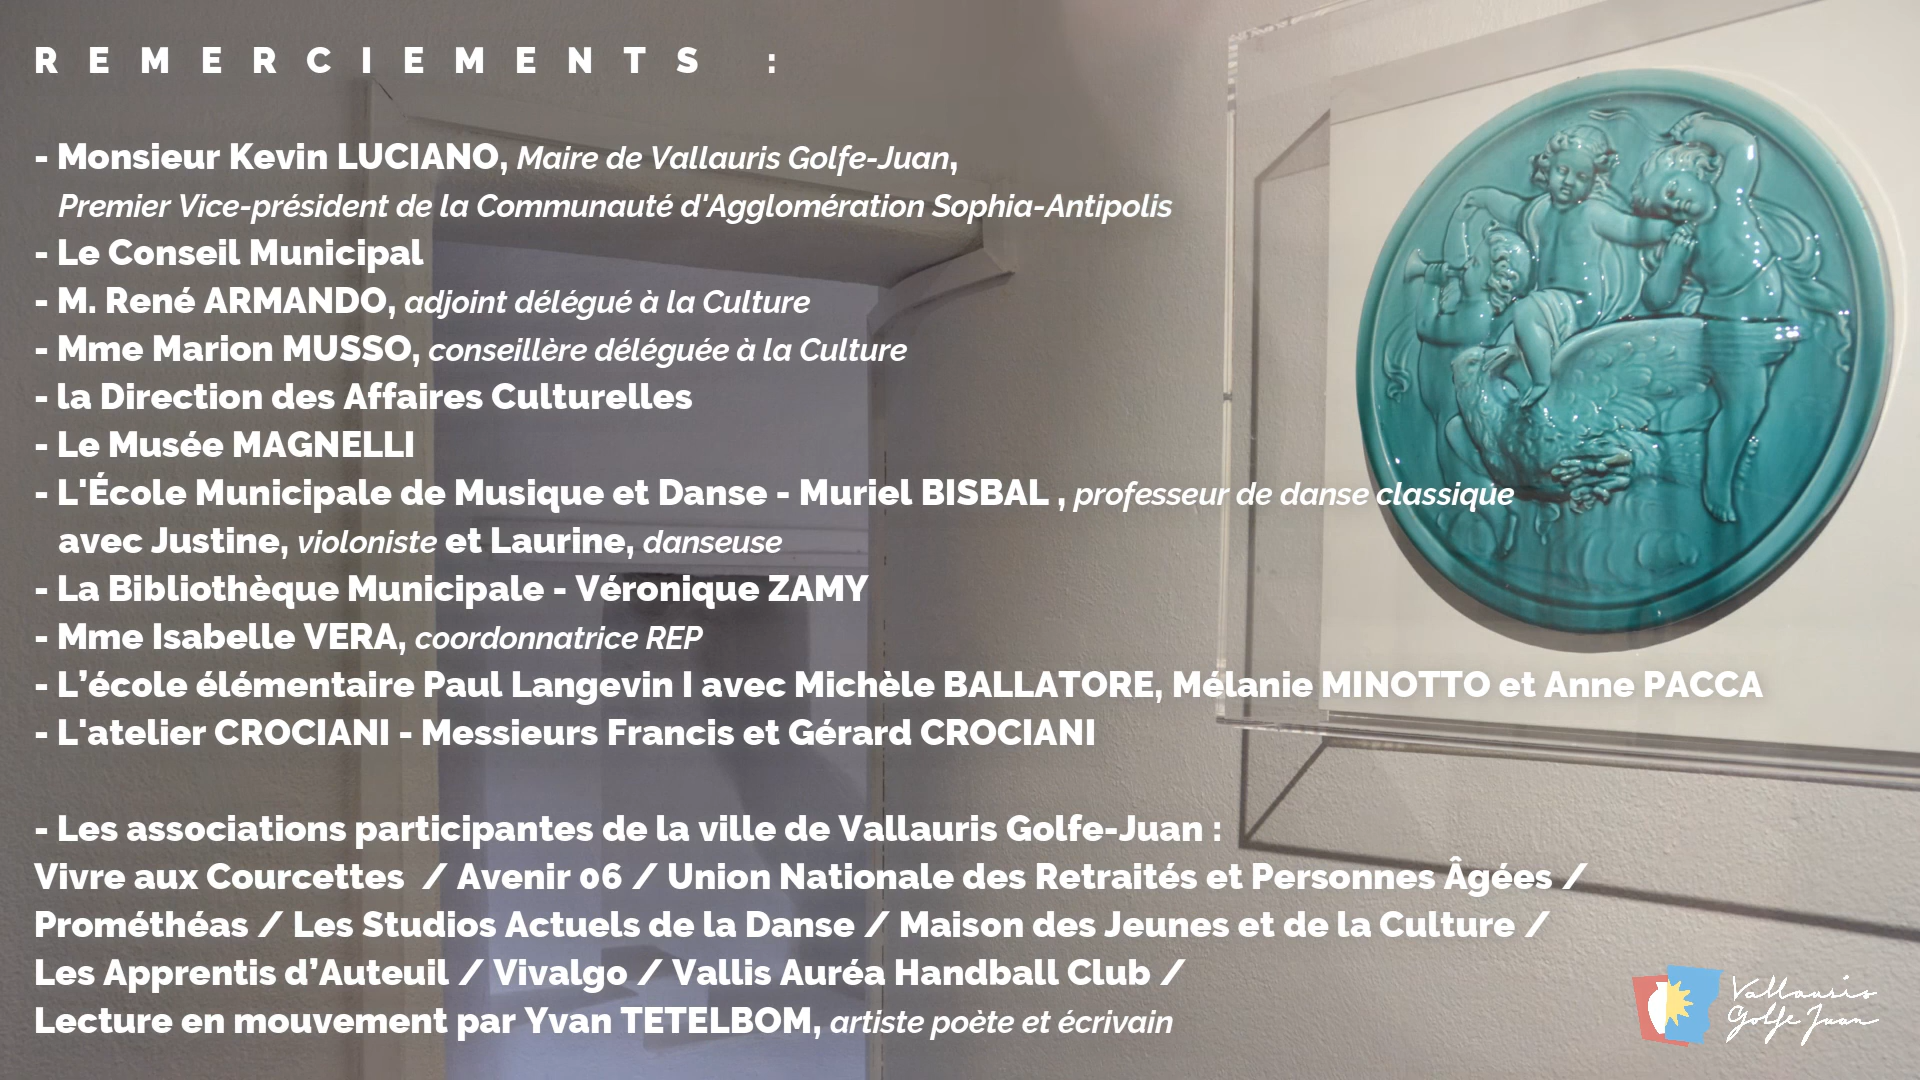 REMERCIEMENTS :
- Monsieur Kevin LUCIANO, Maire de Vallauris Golfe-Juan,
Premier Vice-président de la Communauté d'Agglomération Sophia-Antipolis
- Le Conseil Municipal
- M. René ARMANDO, adjoint délégué à la Culture
- Mme Marion MUSSO, conseillère déléguée à la Culture
- la Direction des Affaires Culturelles
- Le Musée MAGNELLI
- L'École Municipale de Musique et Danse - Muriel BISBAL , professeur de danse classique
avec Justine, violoniste et Laurine, danseuse
- La Bibliothèque Municipale - Véronique ZAMY
- Mme Isabelle VERA, coordonnatrice REP
- L’école élémentaire Paul Langevin I avec Michèle BALLATORE, Mélanie MINOTTO et Anne PACCA
- L'atelier CROCIANI - Messieurs Francis et Gérard CROCIANI
- Les associations participantes de la ville de Vallauris Golfe-Juan :
Vivre aux Courcettes / Avenir 06 / Union Nationale des Retraités et Personnes Âgées /
Prométhéas / Les Studios Actuels de la Danse / Maison des Jeunes et de la Culture /
Les Apprentis d’Auteuil / Vivalgo / Vallis Auréa Handball Club /
Lecture en mouvement par Yvan TETELBOM, artiste poète et écrivain
Vallauris
Golfe Juan